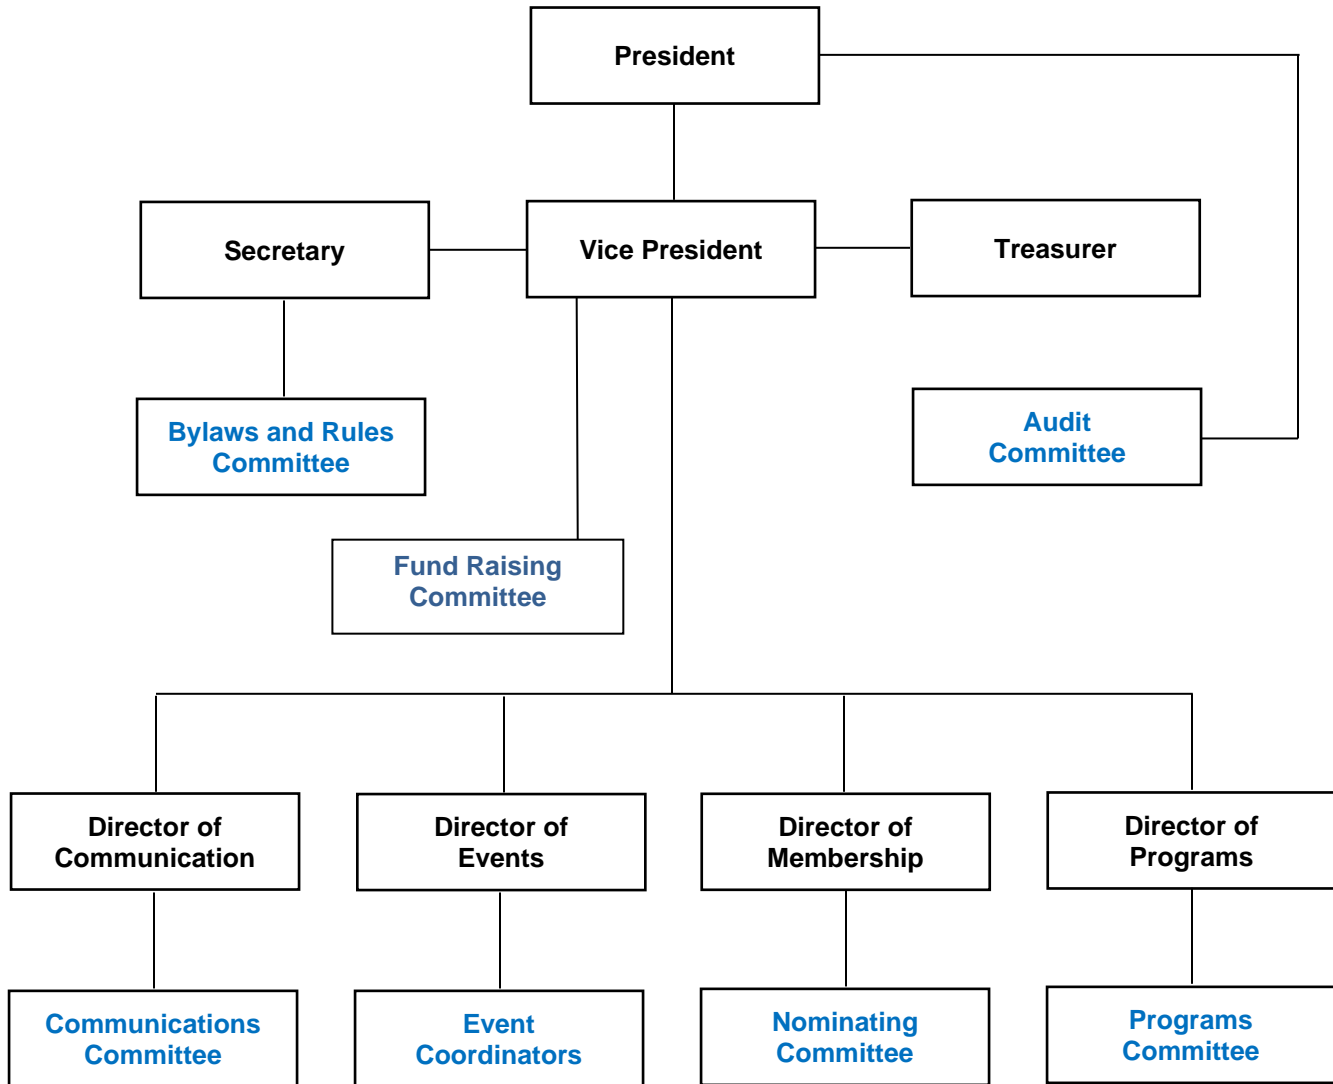 President
Secretary
Vice President
Treasurer
Bylaws and Rules
Committee
Audit
Committee
Fund Raising
Committee
Director of
Communication
Director of
Events
Director of
Membership
Director of
Programs
Communications
Committee
Event
Coordinators
Nominating
Committee
Programs
Committee